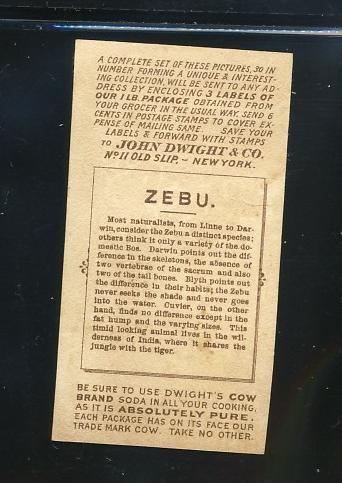 A COMPLETE SET OF THESE PICTURES, 30 IN
NUMBER FORMING A UNIQUE & INTEREST-
ING COLLECTION, WILL BE SENT TO ANY AD-
DRESS BY ENCLOSING 3 LABELS OF
OUR 1 LB. PACKAGE OBTAINED FROM
YOUR GROCER IN THE USUAL WAY. SEND 6
CENTS IN POSTAGE STAMPS TO COVER EX-
PENSE OF MAILING SAME. SAVE YOUR
LABELS & FORWARD WITH STAMPS
TO JOHN DWIGHT & CO.
No 11 OLD SLIP. - NEW YORK.
ZEBU.
Most naturalists, from Linne to Dar-
win, consider the Zebu a distinct species;
others think it only a variety of the do-
mestic Bos. Darwin points out the dif-
ference in the skeletons, the absence of
two vertebrae of the sacrum and also
two of the tail bones. Blyth points out
the difference in their habits; the Zebu
never seeks the shade and never goes
into the water. Cuvier, on the other
hand, finds no difference except in the
fat hump and the varying sizes. This
timid looking animal lives in the wil-
derness of India, where it shares the
jungle with the tiger.
BE SURE TO USE DWIGHT'S COW
BRAND SODA IN ALL YOUR COOKING.
AS IT IS ABSOLUTELY PURE.
EACH PACKAGE HAS ON ITS FACE OUR
TRADE MARK COW. TAKE NO OTHER.